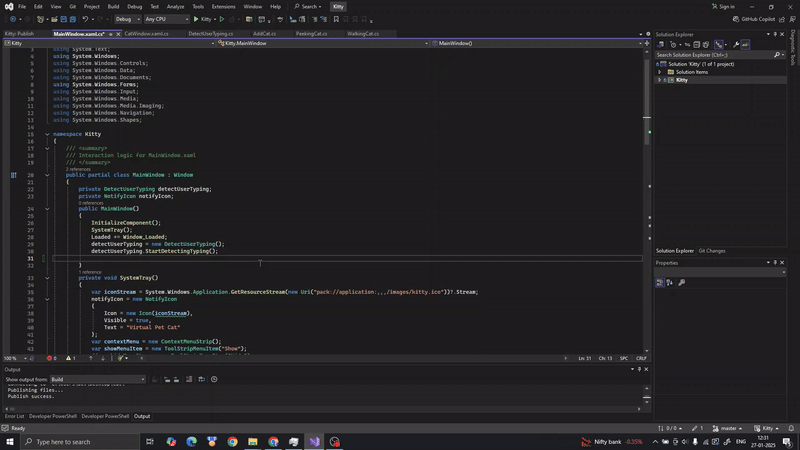 File Edit View Git Project Build Debug Test Analyze Tools Extensions Window Help Search Kitty
Sign in
Debug Any CPU Kitty
GitHub Copilot
Kitty: Publish MainWindow.xaml.cs* CatWindow.xaml.cs DetectUserTyping.cs AddCat.cs PeekingCat.cs WalkingCat.cs
Kitty Kitty.MainWindow MainWindow()
using System.Text;
5 using System.Windows;
6 using System.Windows.Controls;
7 using System.Windows.Data;
8 using System.Windows.Documents;
9 using System.Windows.Forms;
10 using System.Windows.Input;
11 using System.Windows.Media;
12 using System.Windows.Media.Imaging;
13 using System.Windows.Navigation;
14 using System.Windows.Shapes;
15
16 namespace Kitty
{
17 /// <summary>
18 /// Interaction logic for MainWindow.xaml
19 /// </summary>
2 references
20 public partial class MainWindow : Window
21 {
22 private DetectUserTyping detectUserTyping;
23 private NotifyIcon notifyIcon;
0 references
24 public MainWindow()
25 {
26 InitializeComponent();
27 SystemTray();
28 Loaded += Window_Loaded;
29 detectUserTyping = new DetectUserTyping();
30 detectUserTyping.StartDetectingTyping();
31
32 }
1 reference
33 private void SystemTray()
34 {
35 var iconStream = System.Windows.Application.GetResourceStream(new Uri("pack://application:,,,/images/kitty.ico"))?.Stream;
36 notifyIcon = new NotifyIcon
37 {
38 Icon = new Icon(iconStream),
39 Visible = true,
40 Text = "Virtual Pet Cat"
41 };
42 var contextMenu = new ContextMenuStrip();
43 var showMenuItem = new ToolStripMenuItem("Show");
100 % 0 1 Ln: 31 Ch: 13 SPC CRLF
Output
Show output from: Build
Publishing files...
Publish success.
Error List Developer PowerShell Developer PowerShell Output
Solution Explorer
Search Solution Explorer (Ctrl+;)
Solution 'Kitty' (1 of 1 project)
Solution Items
Kitty
Solution Explorer Git Changes
Properties
Diagnostic Tools
Ready 0 / 0 1 master Kitty
Type here to search
Nifty bank -0.35% ENG 12:31 27-01-2025